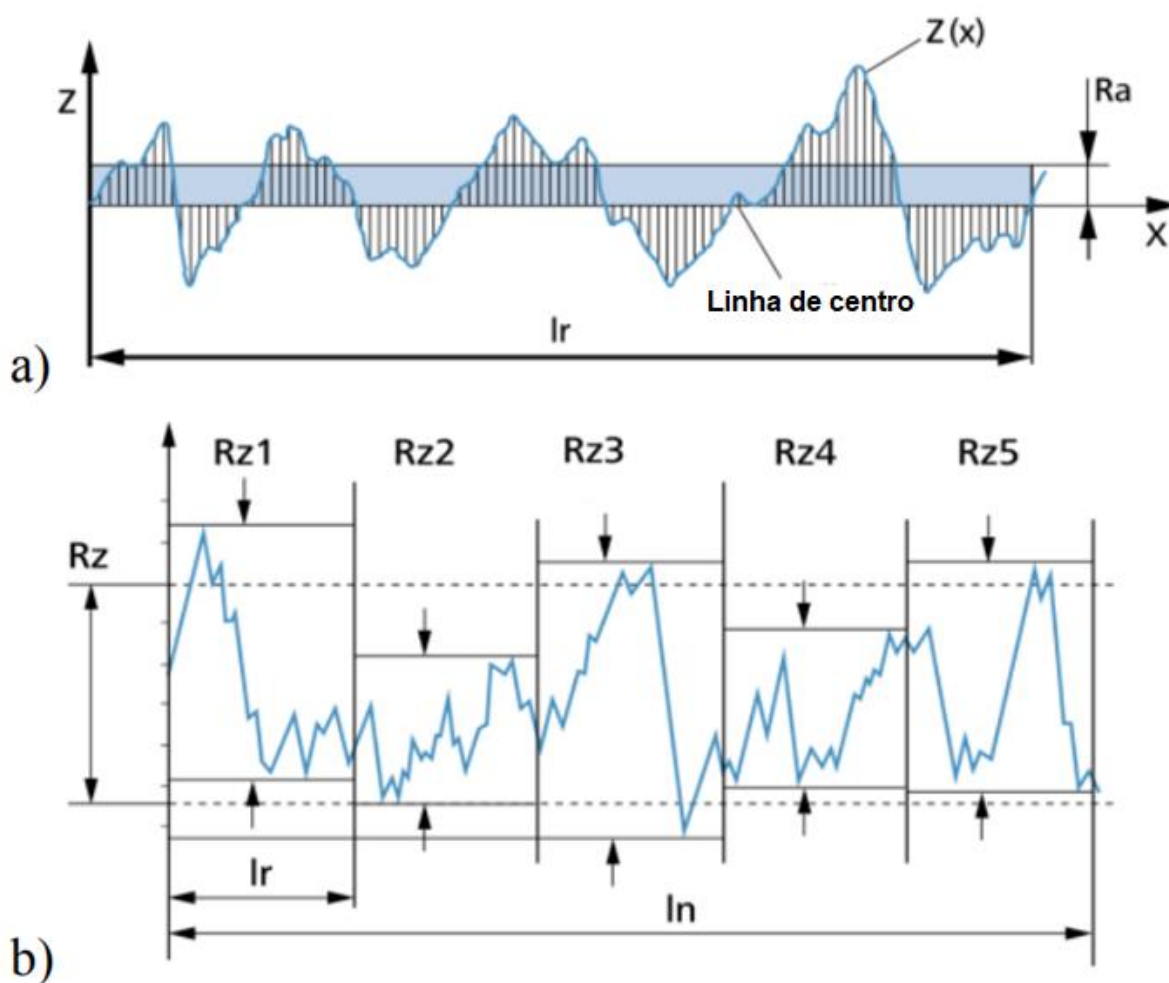 Z(x)
Z
Ra
X
Linha de centro
lr
a)
Rz1 Rz2 Rz3 Rz4 Rz5
Rz
lr
ln
b)